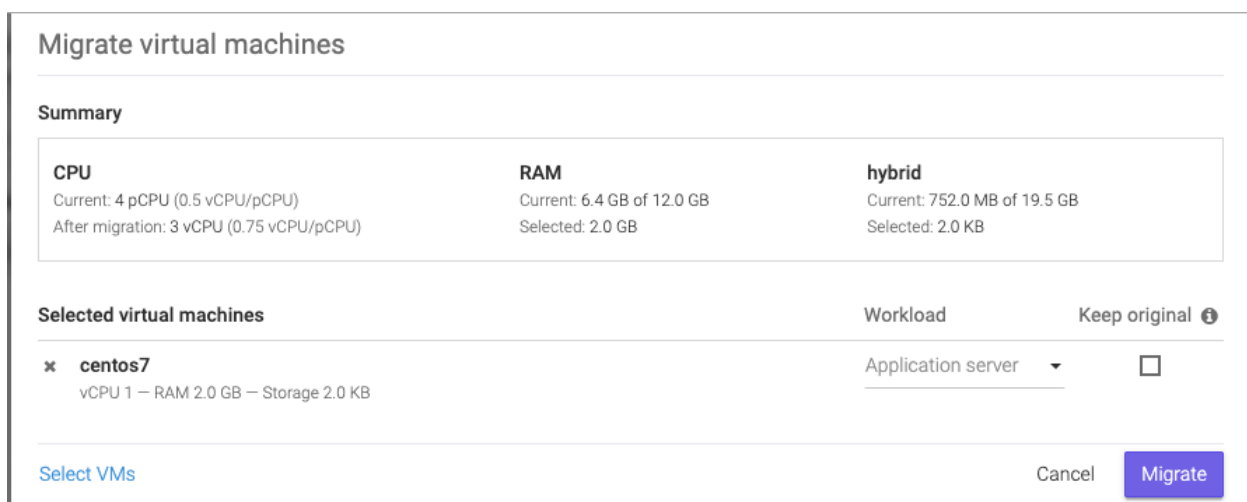 Migrate virtual machines
Summary
CPU
Current: 4 pCPU (0.5 vCPU/pCPU)
After migration: 3 vCPU (0.75 vCPU/pCPU)
RAM
Current: 6.4 GB of 12.0 GB
Selected: 2.0 GB
hybrid
Current: 752.0 MB of 19.5 GB
Selected: 2.0 KB
Selected virtual machines Workload Keep original
centos7 Application server
vCPU 1 — RAM 2.0 GB — Storage 2.0 KB
Select VMs Cancel Migrate